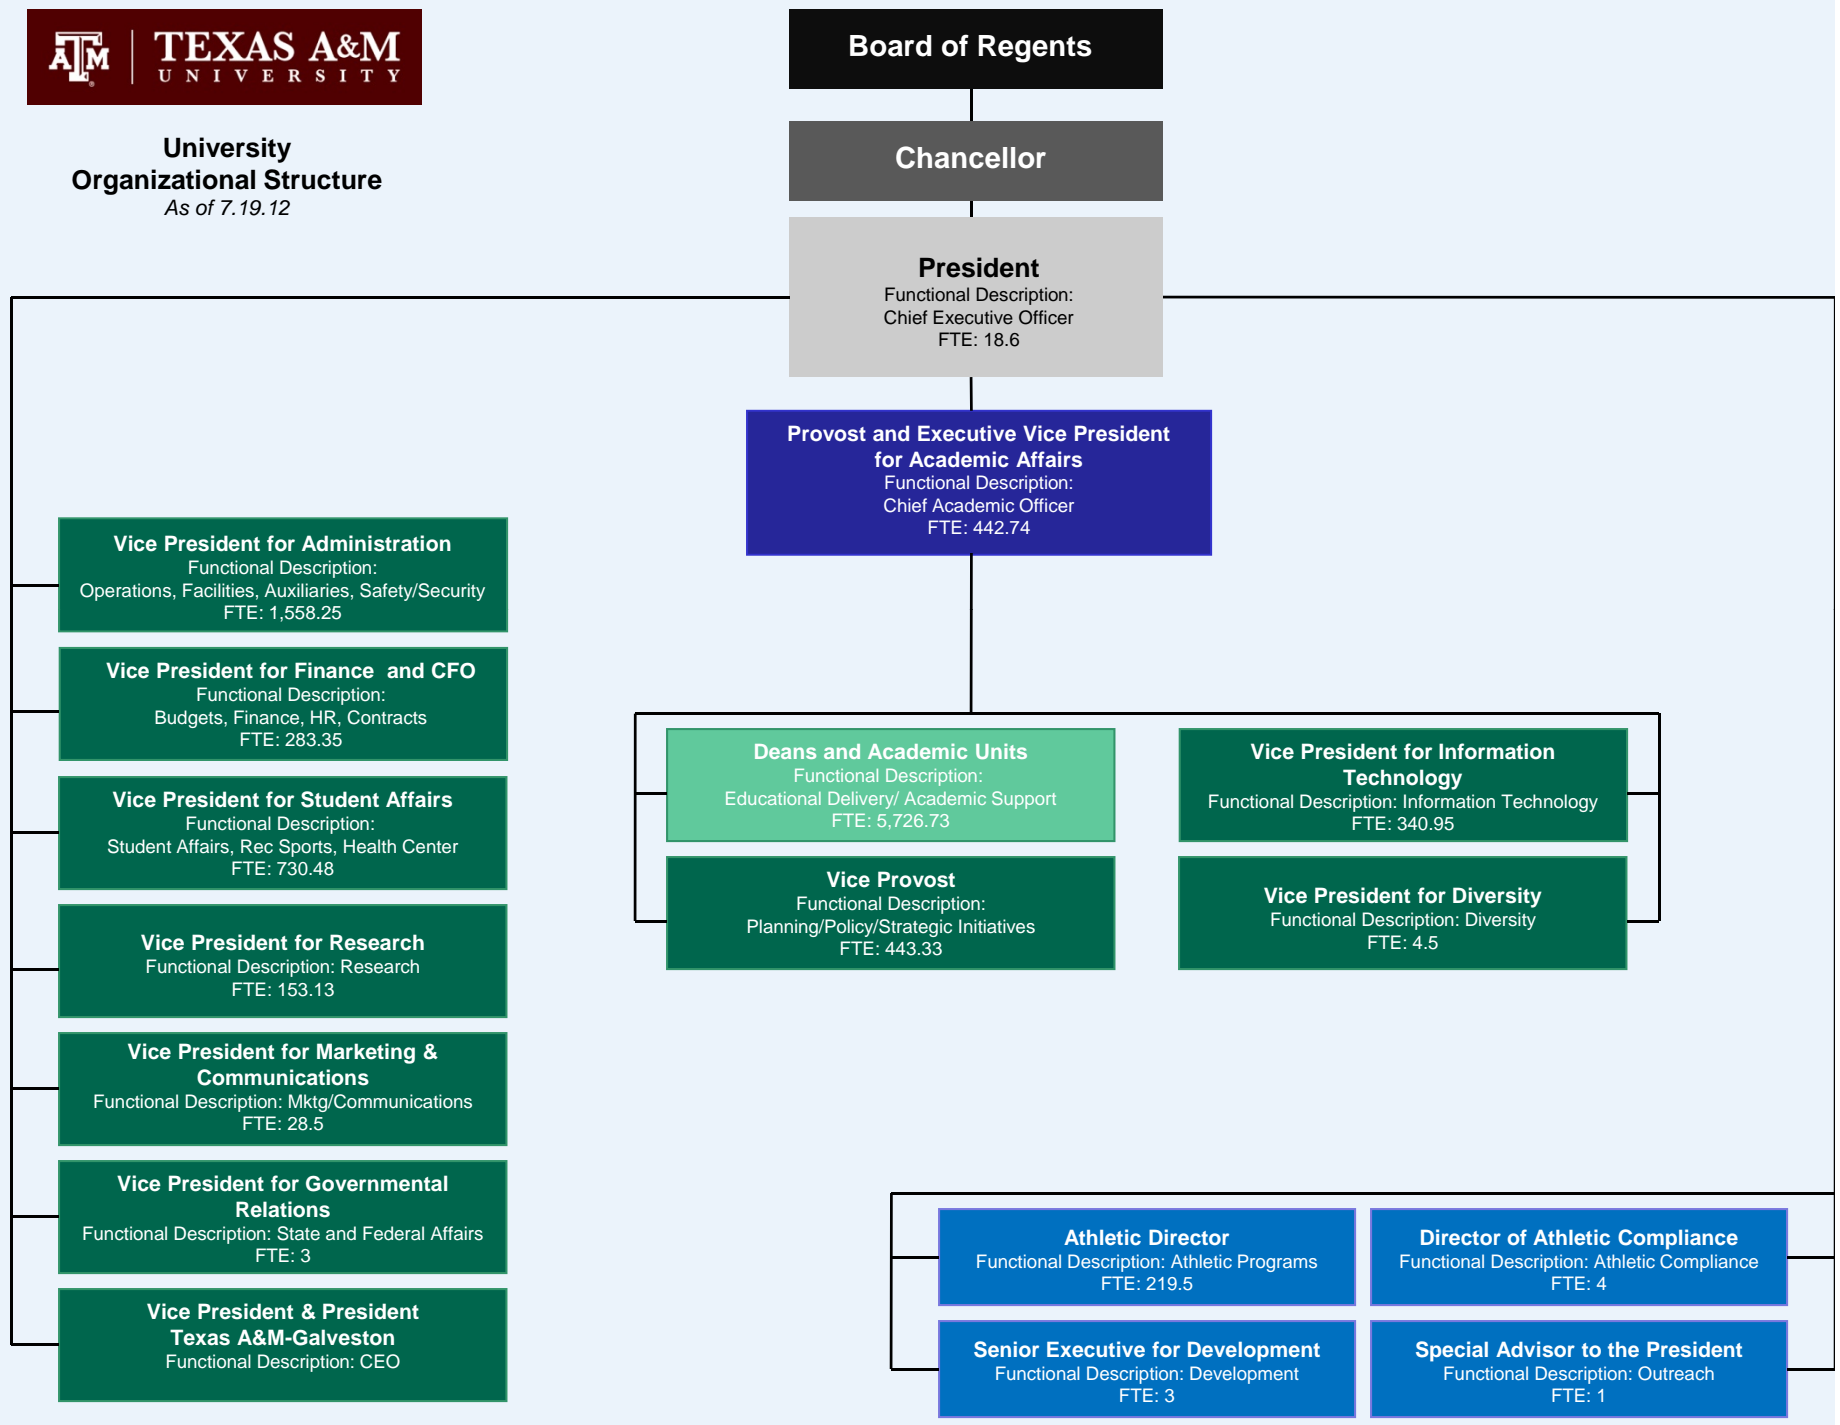 TEXAS A&M
UNIVERSITY
University
Organizational Structure
As of 7.19.12
Board of Regents
Chancellor
President
Functional Description:
Chief Executive Officer
FTE: 18.6
Provost and Executive Vice President
for Academic Affairs
Functional Description:
Chief Academic Officer
FTE: 442.74
Vice President for Administration
Functional Description:
Operations, Facilities, Auxiliaries, Safety/Security
FTE: 1,558.25
Vice President for Finance  and CFO
Functional Description:
Budgets, Finance, HR, Contracts
FTE: 283.35
Vice President for Student Affairs
Functional Description:
Student Affairs, Rec Sports, Health Center
FTE: 730.48
Vice President for Research
Functional Description: Research
FTE: 153.13
Vice President for Marketing &
Communications
Functional Description: Mktg/Communications
FTE: 28.5
Vice President for Governmental
Relations
Functional Description: State and Federal Affairs
FTE: 3
Vice President & President
Texas A&M-Galveston
Functional Description: CEO
Deans and Academic Units
Functional Description:
Educational Delivery/ Academic Support
FTE: 5,726.73
Vice President for Information
Technology
Functional Description: Information Technology
FTE: 340.95
Vice Provost
Functional Description:
Planning/Policy/Strategic Initiatives
FTE: 443.33
Vice President for Diversity
Functional Description: Diversity
FTE: 4.5
Athletic Director
Functional Description: Athletic Programs
FTE: 219.5
Director of Athletic Compliance
Functional Description: Athletic Compliance
FTE: 4
Senior Executive for Development
Functional Description: Development
FTE: 3
Special Advisor to the President
Functional Description: Outreach
FTE: 1